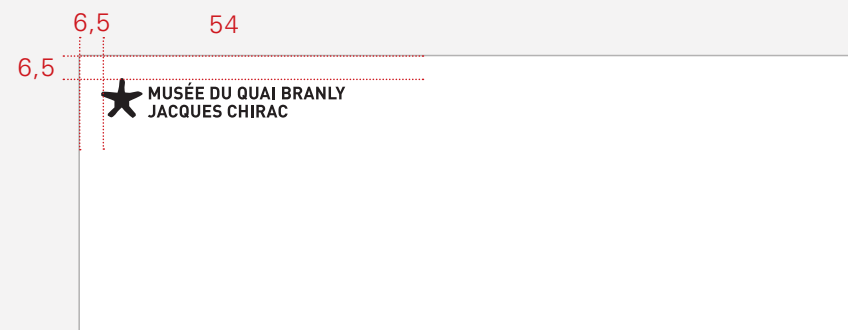 6,5 54
6,5
MUSÉE DU QUAI BRANLY
JACQUES CHIRAC